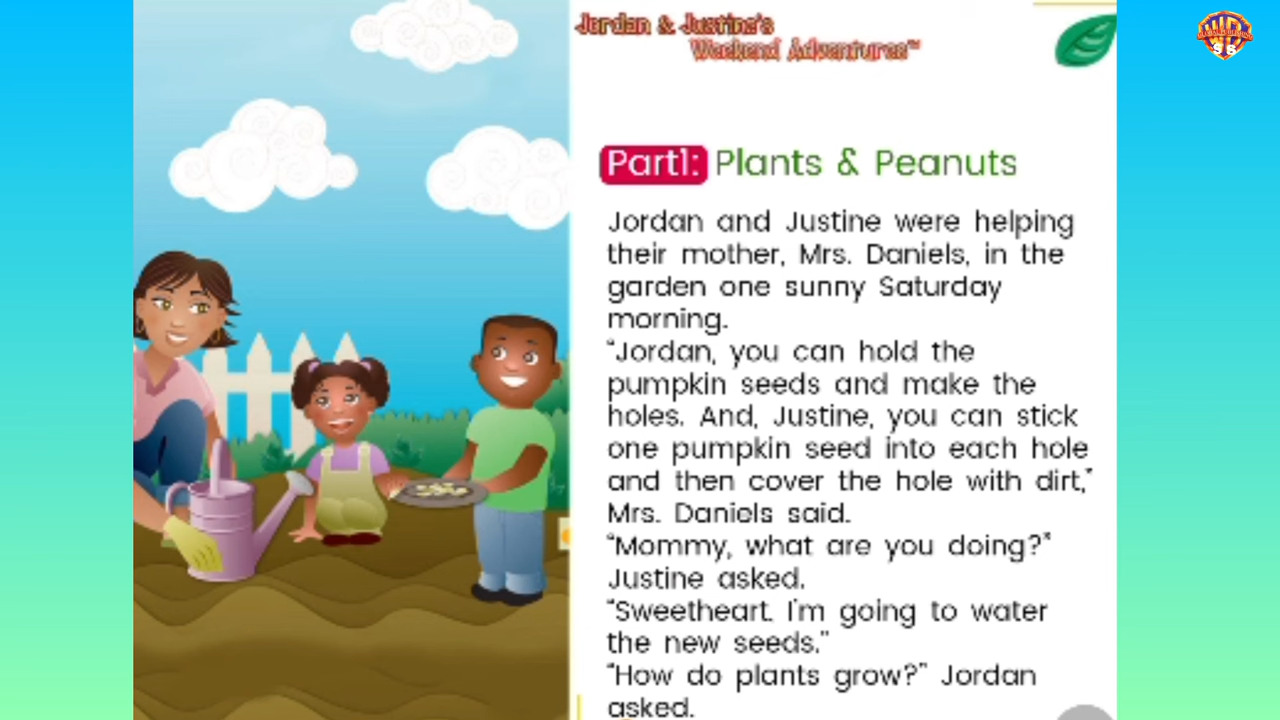 Jordan & Justine's
Weekend Adventures™
Part1: Plants & Peanuts
Jordan and Justine were helping
their mother, Mrs. Daniels, in the
garden one sunny Saturday
morning.
"Jordan, you can hold the
pumpkin seeds and make the
holes. And, Justine, you can stick
one pumpkin seed into each hole
and then cover the hole with dirt,"
Mrs. Daniels said.
"Mommy, what are you doing?"
Justine asked.
"Sweetheart. I'm going to water
the new seeds."
"How do plants grow?" Jordan
asked.